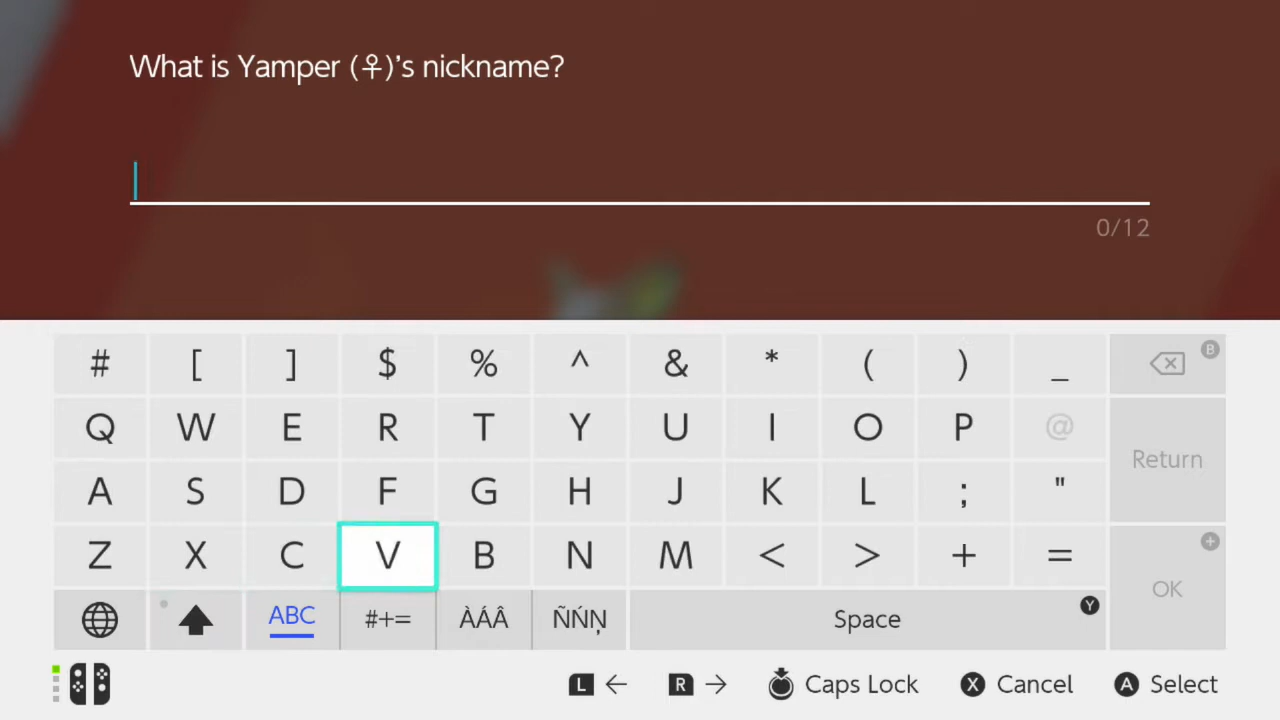 What is Yamper (♀)'s nickname?
0/12
# [ ] $ % ^ & * ( ) _ B
Q W E R T Y U I O P @
Return
A S D F G H J K L ; "
Z X C V B N M < > + = +
OK
ABC #+= ÀÁÂ ÑŃŅ Space Y
L ← R → Caps Lock X Cancel A Select